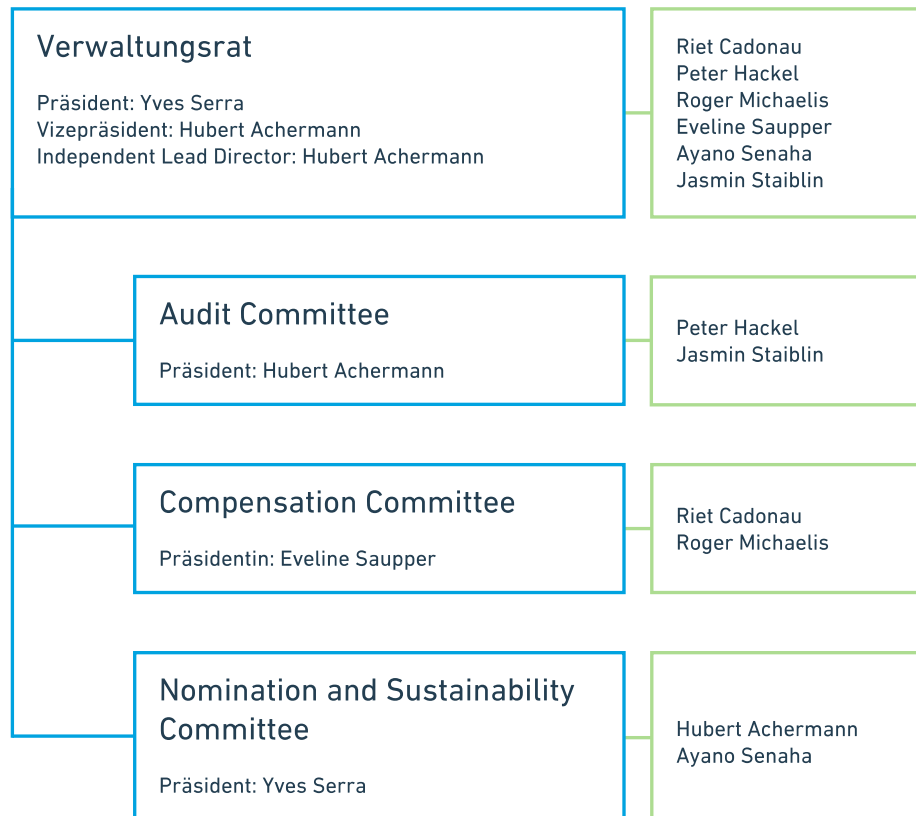 Verwaltungsrat
Präsident: Yves Serra
Vizepräsident: Hubert Achermann
Independent Lead Director: Hubert Achermann
Riet Cadonau
Peter Hackel
Roger Michaelis
Eveline Saupper
Ayano Senaha
Jasmin Staiblin
Audit Committee
Präsident: Hubert Achermann
Peter Hackel
Jasmin Staiblin
Compensation Committee
Präsidentin: Eveline Saupper
Riet Cadonau
Roger Michaelis
Nomination and Sustainability
Committee
Präsident: Yves Serra
Hubert Achermann
Ayano Senaha